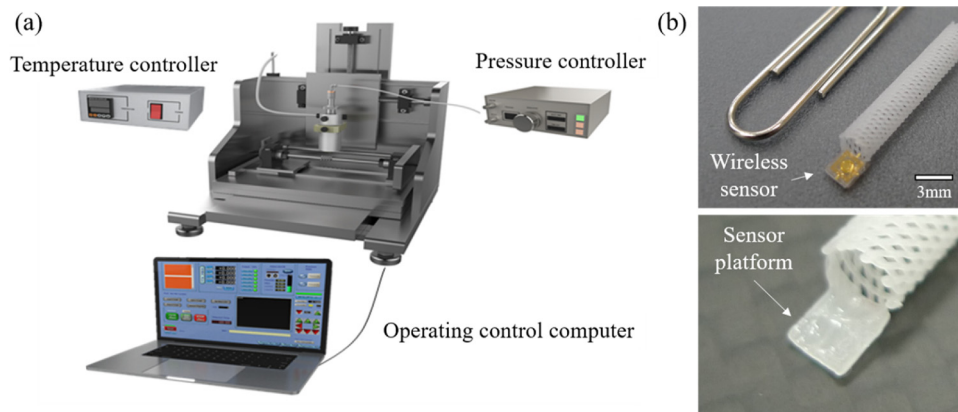 (a)
Temperature controller
Pressure controller
Operating control computer
(b)
Wireless
sensor
3mm
Sensor
platform